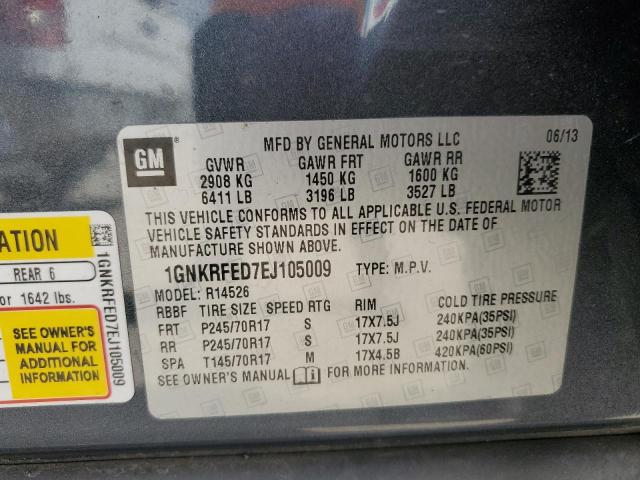 GM
MFD BY GENERAL MOTORS LLC
06/13
GVWR GAWR FRT GAWR RR
2908 KG 1450 KG 1600 KG
6411 LB 3196 LB 3527 LB
THIS VEHICLE CONFORMS TO ALL APPLICABLE U.S. FEDERAL MOTOR
VEHICLE SAFETY STANDARDS IN EFFECT ON THE DATE OF
MANUFACTURE SHOWN ABOVE.
1GNKRFED7EJ105009 TYPE: M.P.V.
MODEL: R14526
RBBF TIRE SIZE SPEED RTG RIM COLD TIRE PRESSURE
FRT P245/70R17 S 17X7.5J 240KPA(35PSI)
RR P245/70R17 S 17X7.5J 240KPA(35PSI)
SPA T145/70R17 M 17X4.5B 420KPA(60PSI)
SEE OWNER'S MANUAL FOR MORE INFORMATION.
ATION
REAR 6
or 1642 lbs.
SEE OWNER'S
MANUAL FOR
ADDITIONAL
INFORMATION
1GNKRFED7EJ105009